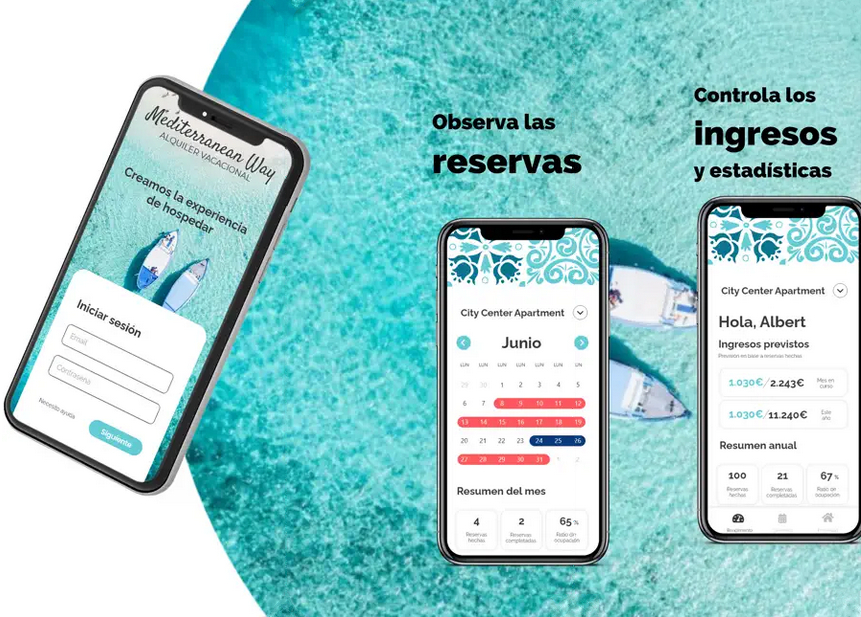 Mediterranean Way
ALQUILER VACACIONAL
Creamos la experiencia
de hospedar
Iniciar sesión
Email
Contraseña
Necesito ayuda
Siguiente
Observa las
reservas
City Center Apartment
Junio
LUN LUN LUN LUN LUN LUN LUN
1 2 3 4 5
6 7 8 9 10 11 12
13 14 15 16 17 18 19
20 21 22 23 24 25 26
27 28 29 30 31 1 2
Resumen del mes
4 2 65 %
Reservas Reservas Ratio de
hechas completadas ocupación
Controla los
ingresos
y estadísticas
City Center Apartment
Hola, Albert
Ingresos previstos
Previsión en base a reservas hechas
1.030€/2.243€ Mes en
curso
1.030€/11.240€ Este
año
Resumen anual
100 21 67 %
Reservas Reservas Ratio de
hechas completadas ocupación